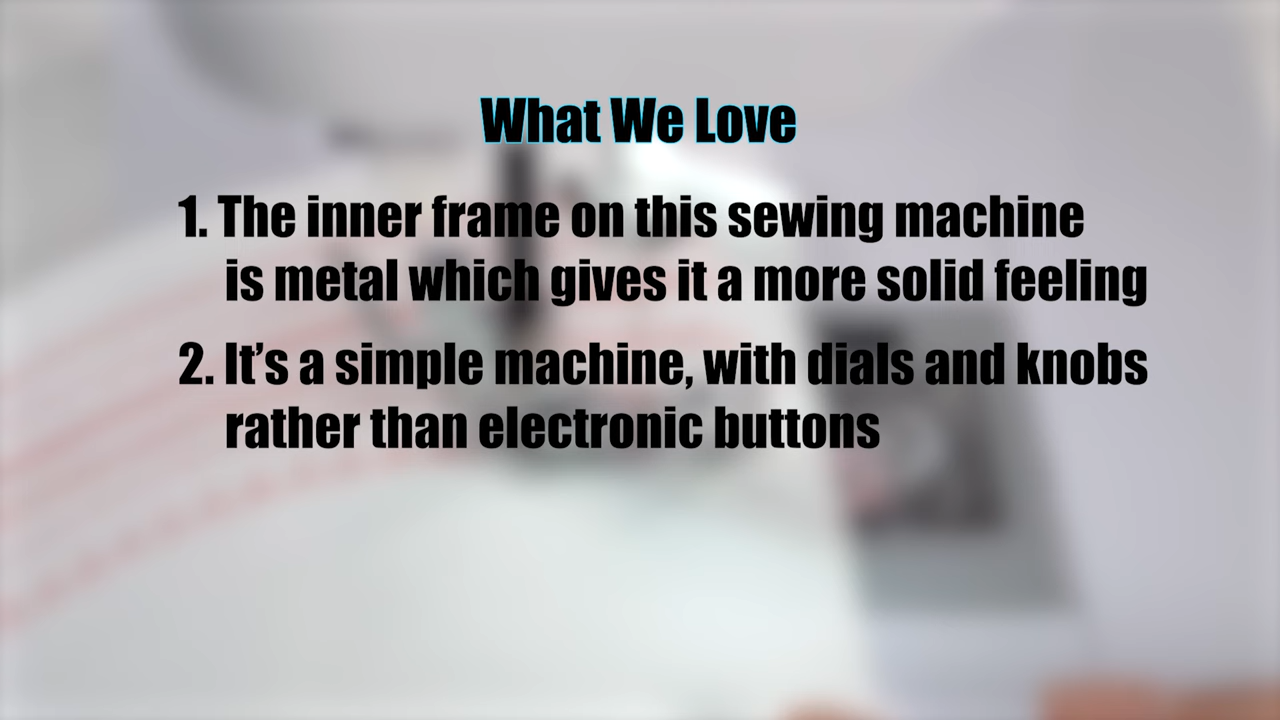 What We Love
1. The inner frame on this sewing machine
is metal which gives it a more solid feeling
2. It’s a simple machine, with dials and knobs
rather than electronic buttons